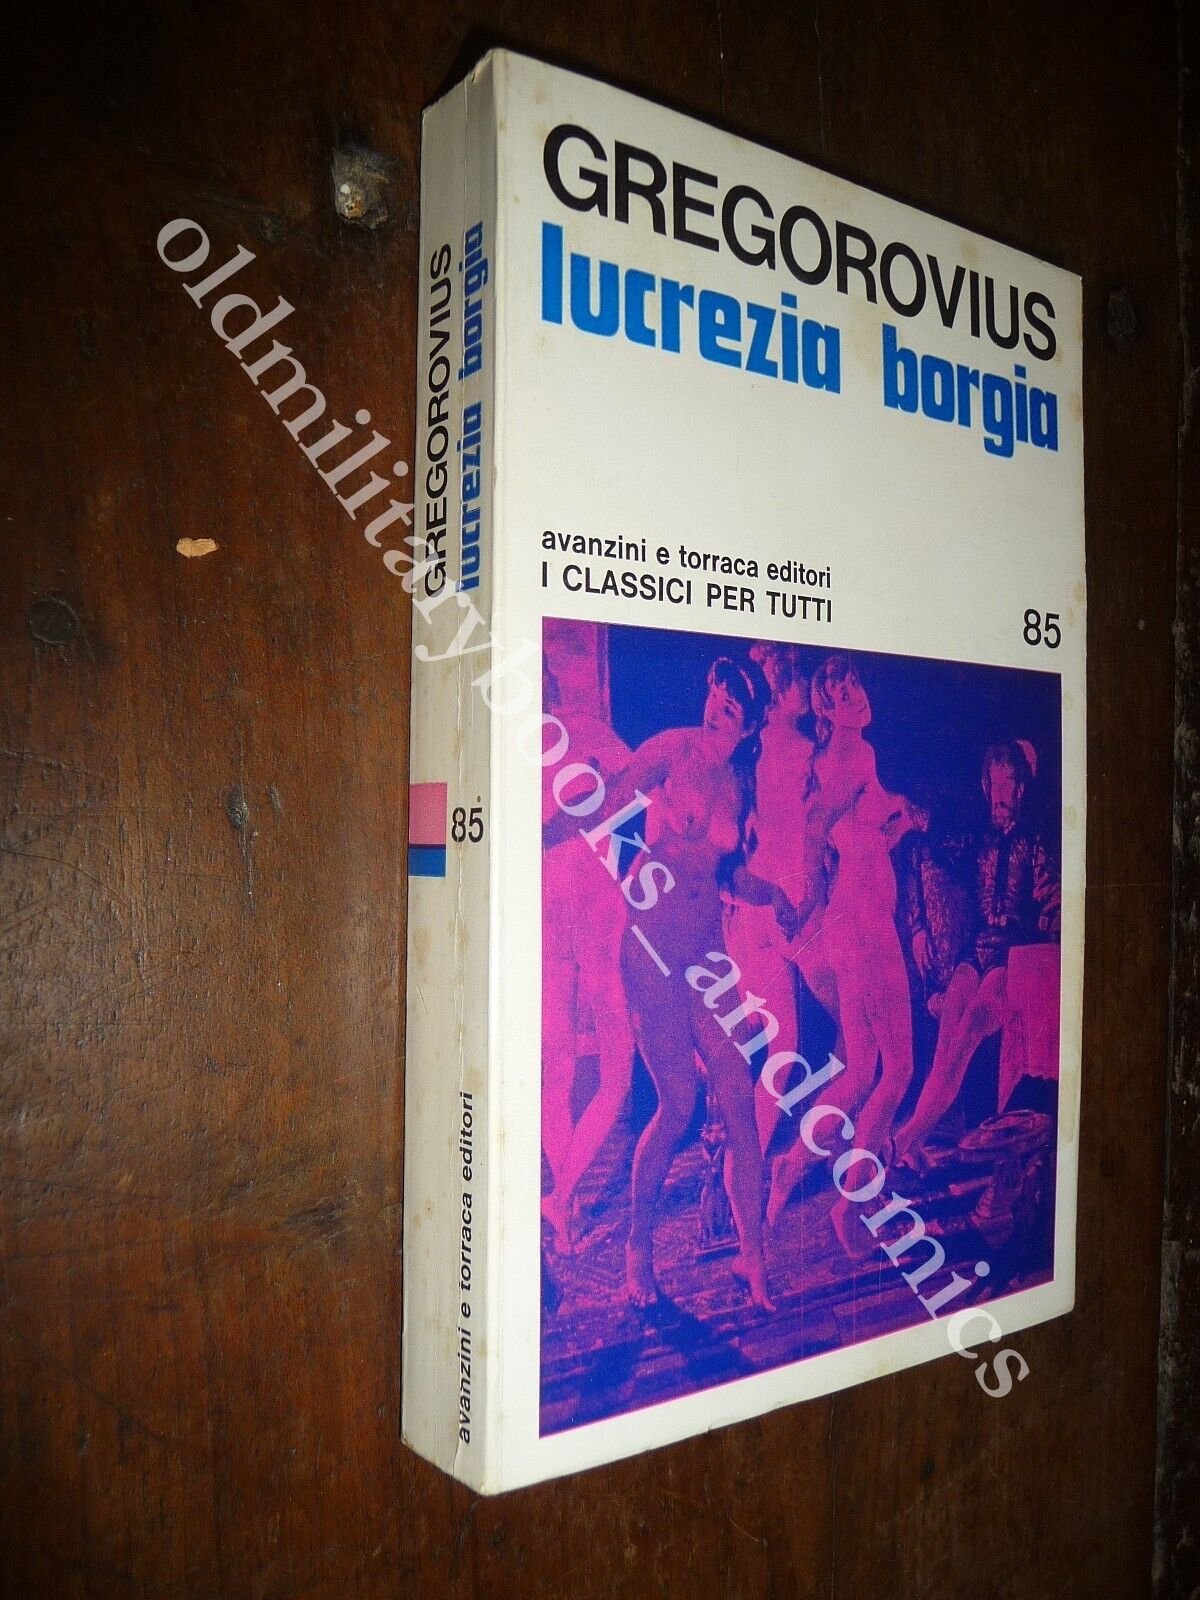 GREGOROVIUS
lucrezia borgia
avanzini e torraca editori
I CLASSICI PER TUTTI
85
GREGOROVIUS
lucrezia borgia
85
avanzini e torraca editori
oldmilitarybooks_andcomics